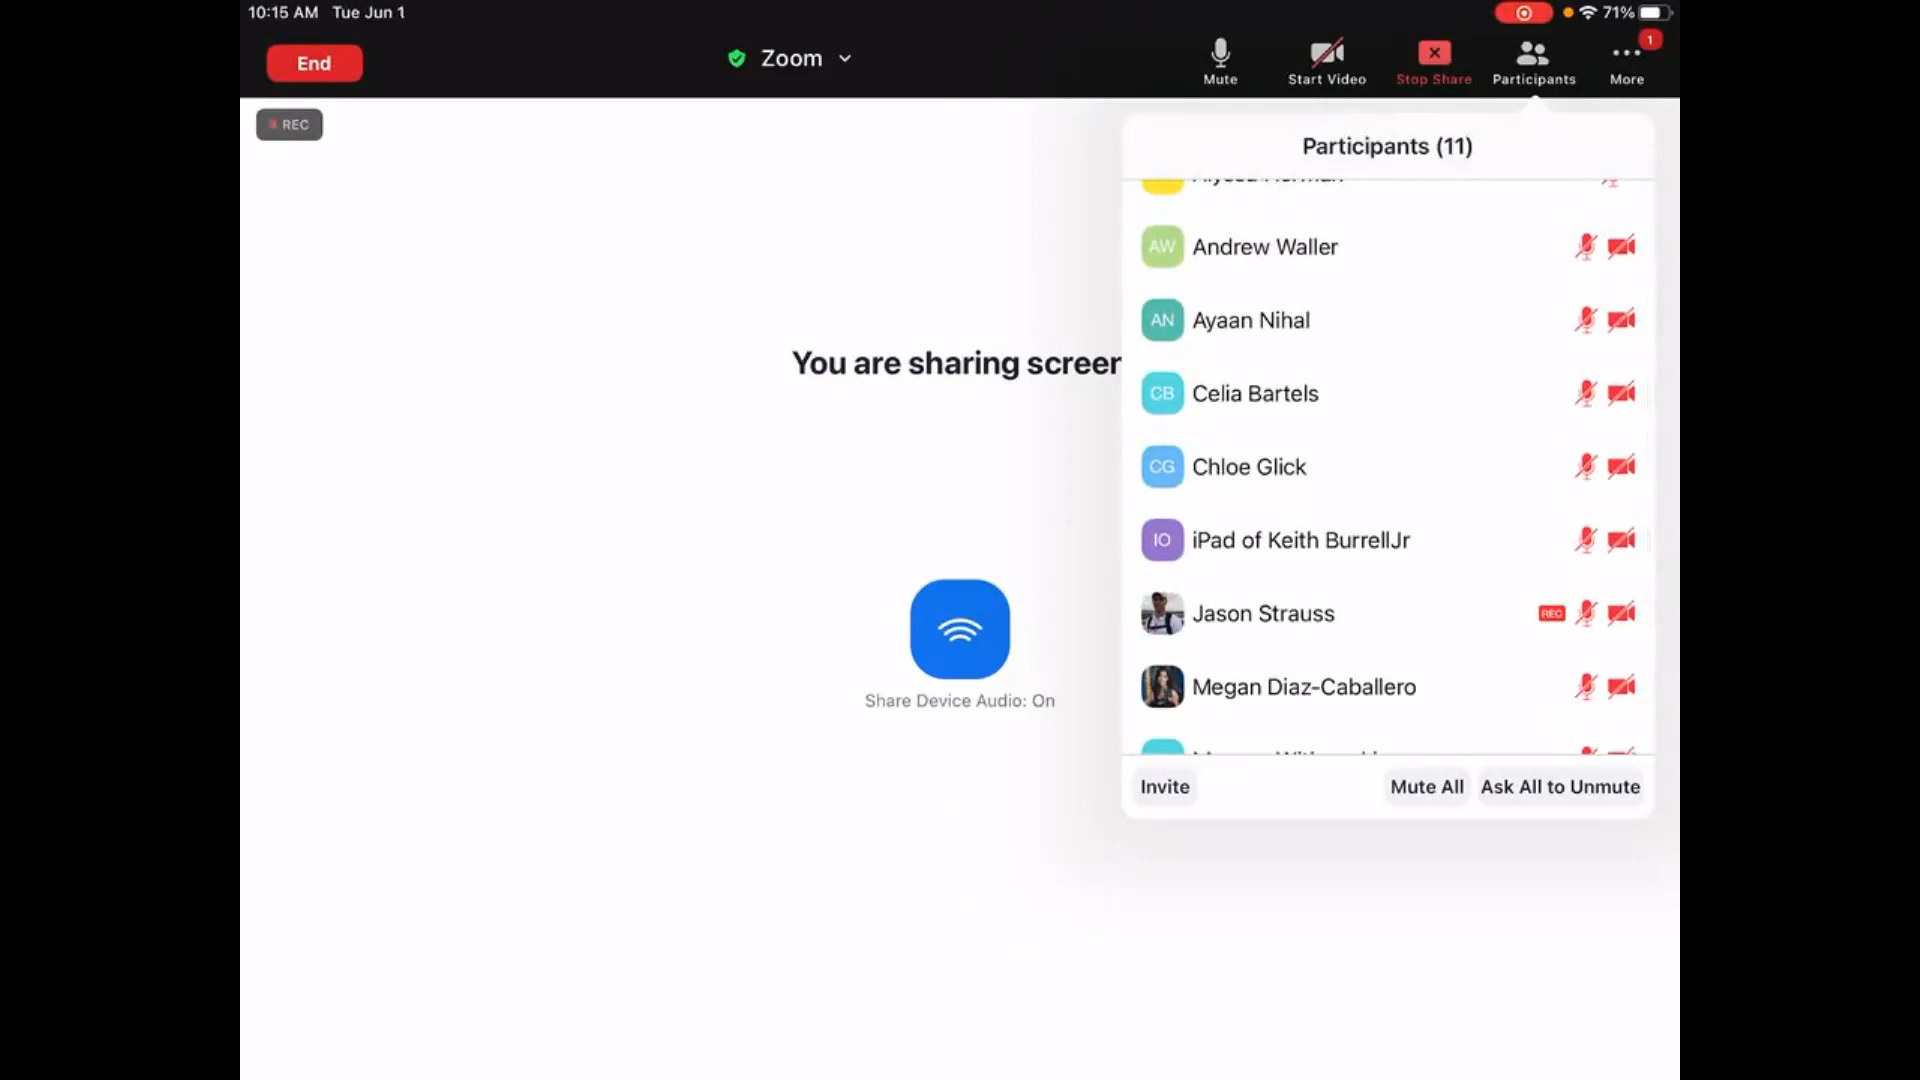 10:15 AM Tue Jun 1
71%
End
Zoom
1
Mute
Start Video
Stop Share
Participants
More
REC
Participants (11)
AW Andrew Waller
AN Ayaan Nihal
You are sharing screen
CB Celia Bartels
CG Chloe Glick
IO iPad of Keith BurrellJr
Jason Strauss REC
Megan Diaz-Caballero
Share Device Audio: On
Invite
Mute All
Ask All to Unmute